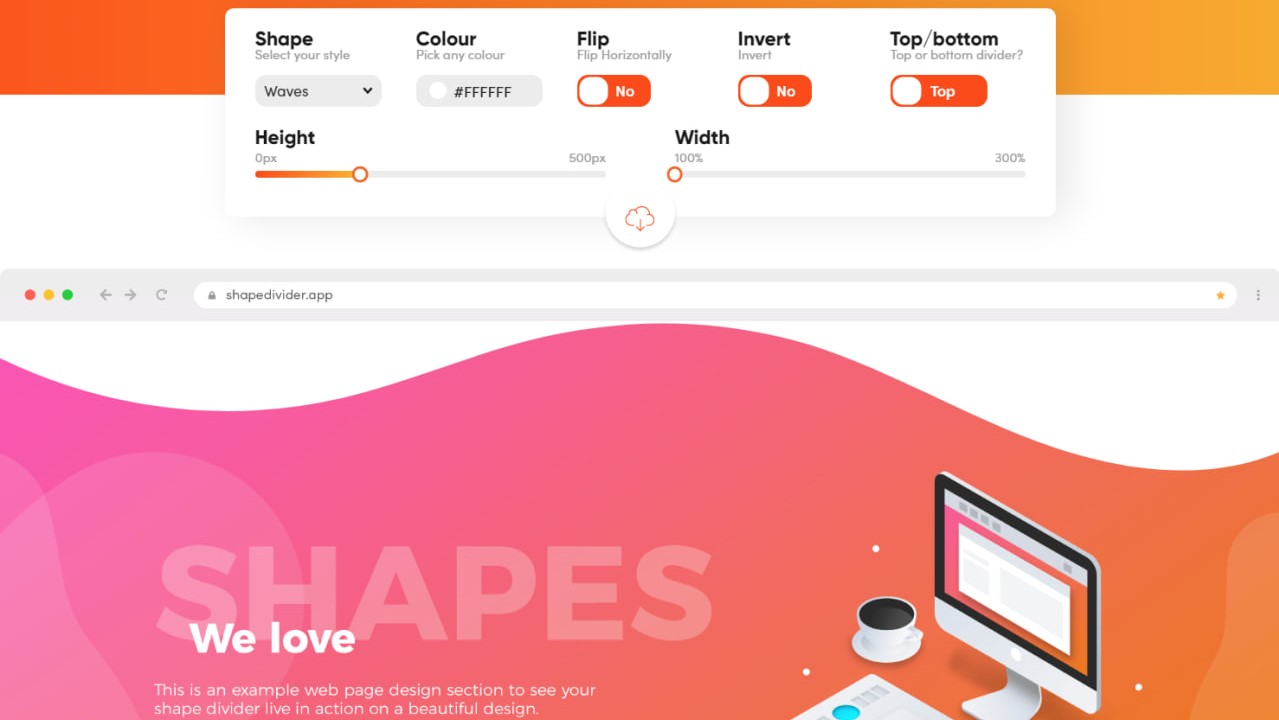 Shape
Select your style
Waves
Colour
Pick any colour
#FFFFFF
Flip
Flip Horizontally
No
Invert
Invert
No
Top/bottom
Top or bottom divider?
Top
Height
0px
500px
Width
100%
300%
shapedivider.app
SHAPES
We love
This is an example web page design section to see your
shape divider live in action on a beautiful design.